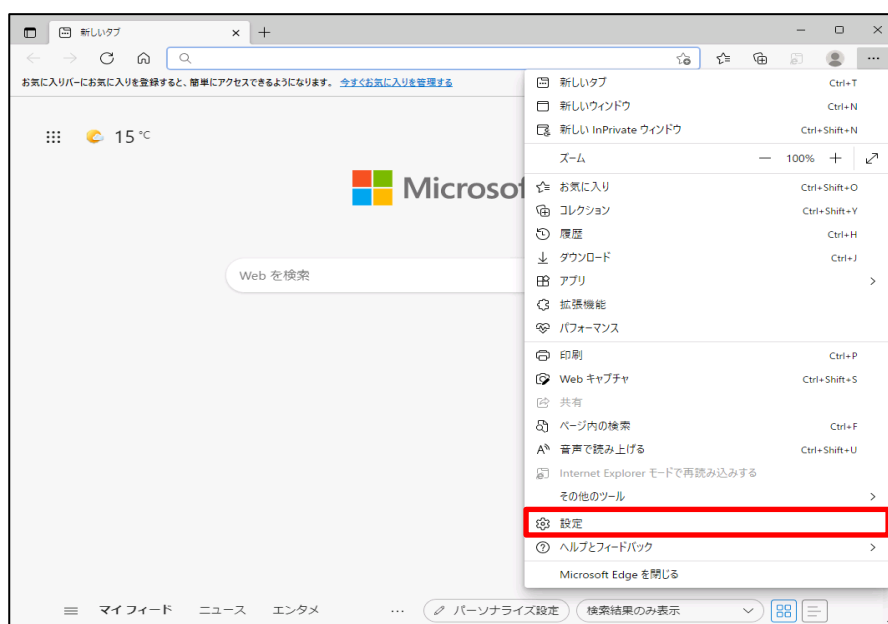 新しいタブ
お気に入りバーにお気に入りを登録すると、簡単にアクセスできるようになります。 今すぐお気に入りを管理する
15 ℃
Microsof
Web を検索
新しいタブ Ctrl+T
新しいウィンドウ Ctrl+N
新しい InPrivate ウィンドウ Ctrl+Shift+N
ズーム — 100% +
お気に入り Ctrl+Shift+O
コレクション Ctrl+Shift+Y
履歴 Ctrl+H
ダウンロード Ctrl+J
アプリ
拡張機能
パフォーマンス
印刷 Ctrl+P
Web キャプチャ Ctrl+Shift+S
共有
ページ内の検索 Ctrl+F
音声で読み上げる Ctrl+Shift+U
Internet Explorer モードで再読み込みする
その他のツール
設定
ヘルプとフィードバック
Microsoft Edge を閉じる
マイ フィード ニュース エンタメ … パーソナライズ設定 検索結果のみ表示